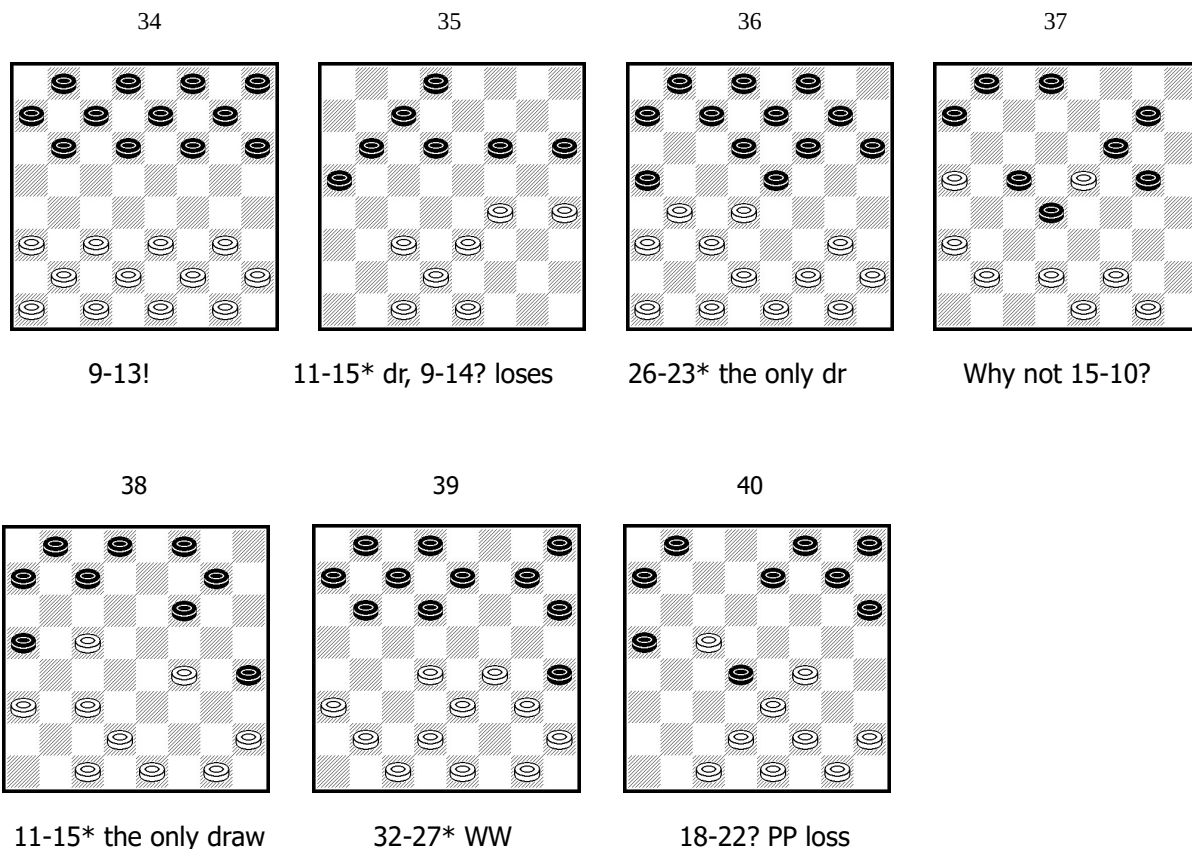 34 35 36 37
9-13! 11-15* dr, 9-14? loses 26-23* the only dr Why not 15-10?
38 39 40
11-15* the only draw 32-27* WW 18-22? PP loss